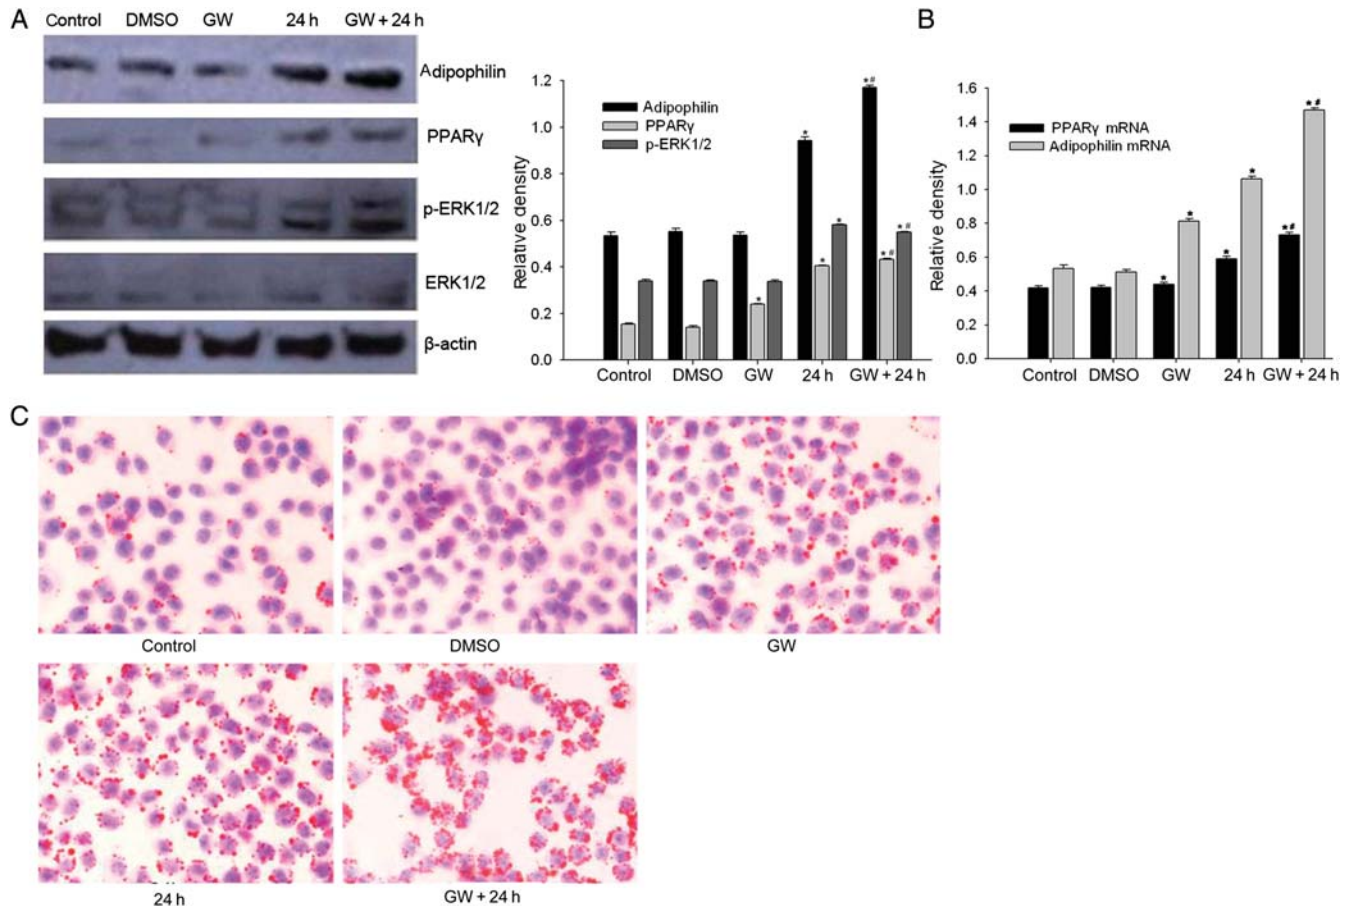 A
Control DMSO GW 24 h GW + 24 h
Adipophilin
PPARγ
p-ERK1/2
ERK1/2
β-actin
Relative density
1.2
1.0
0.8
0.6
0.4
0.2
0.0
Adipophilin
PPARγ
p-ERK1/2
* * *
*# *# *#
*
Control DMSO GW 24 h GW + 24 h
B
Relative density
1.6
1.4
1.2
1.0
0.8
0.6
0.4
0.2
0.0
PPARγ mRNA
Adipophilin mRNA
* *
* *
*# *#
Control DMSO GW 24 h GW + 24 h
C
Control DMSO GW
24 h GW + 24 h